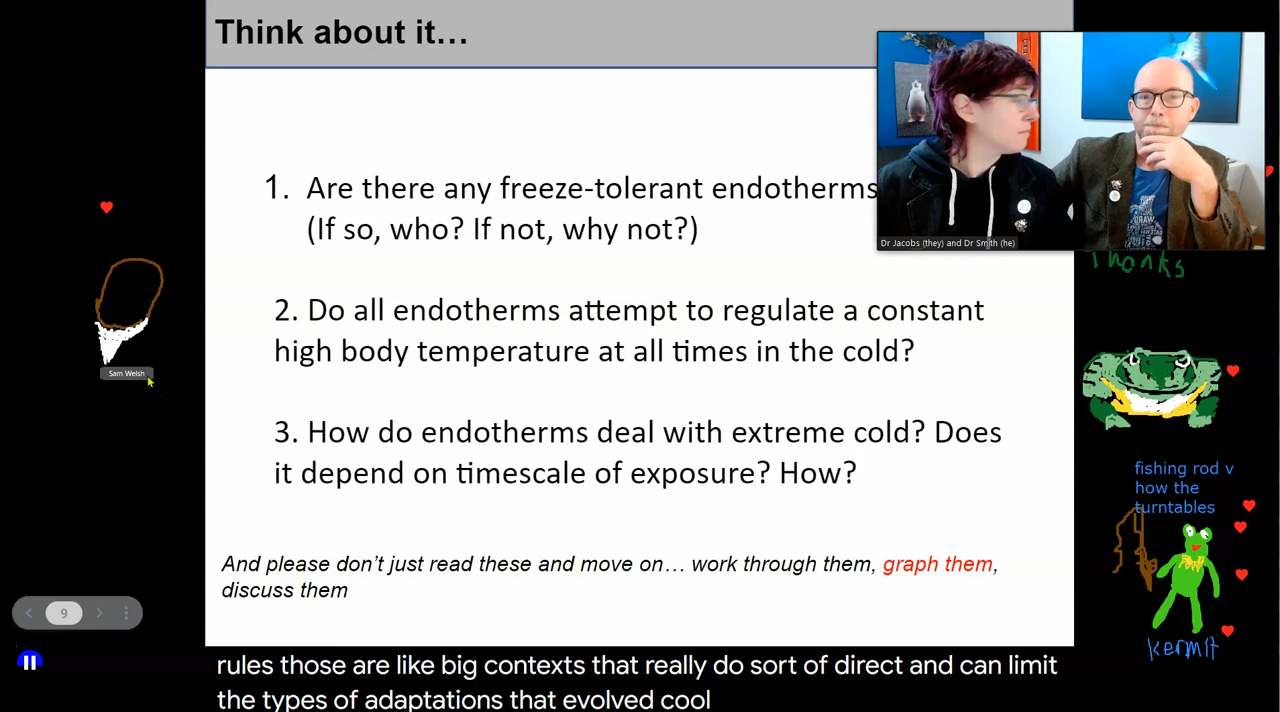 Think about it…
1. Are there any freeze-tolerant endotherms
(If so, who? If not, why not?)
Dr Jacobs (they) and Dr Smith (he)
Thanks
2. Do all endotherms attempt to regulate a constant
high body temperature at all times in the cold?
Sam Welsh
3. How do endotherms deal with extreme cold? Does
it depend on timescale of exposure? How?
fishing rod v
how the
turntables
And please don't just read these and move on… work through them, graph them,
discuss them
9
kermit
rules those are like big contexts that really do sort of direct and can limit
the types of adaptations that evolved cool